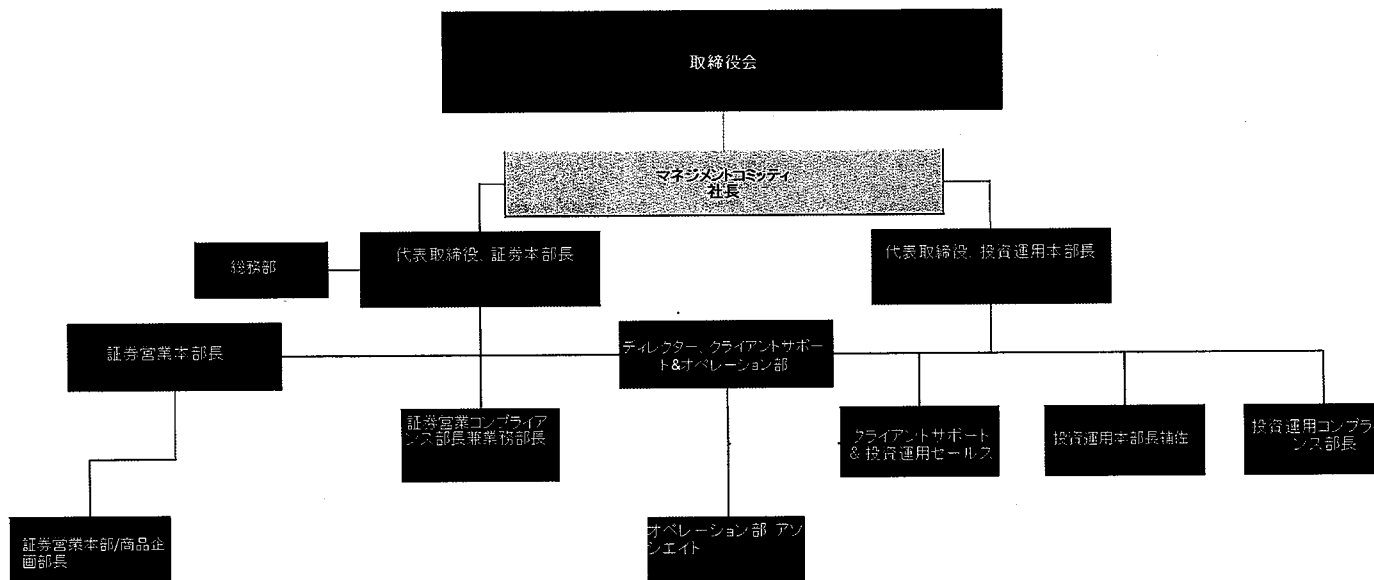 取締役会
マネジメントコミッティ
社長
総務部
代表取締役、証券本部長
代表取締役、投資運用本部長
証券営業本部長
ディレクター、クライアントサポー
ト&オペレーション部
証券営業コンプライア
ンス部長兼業務部長
クライアントサポート
& 投資運用セールス
投資運用本部長補佐
投資運用コンプライ
ンス部長
証券営業本部/商品企
画部長
オペレーション部 アソ
シエイト